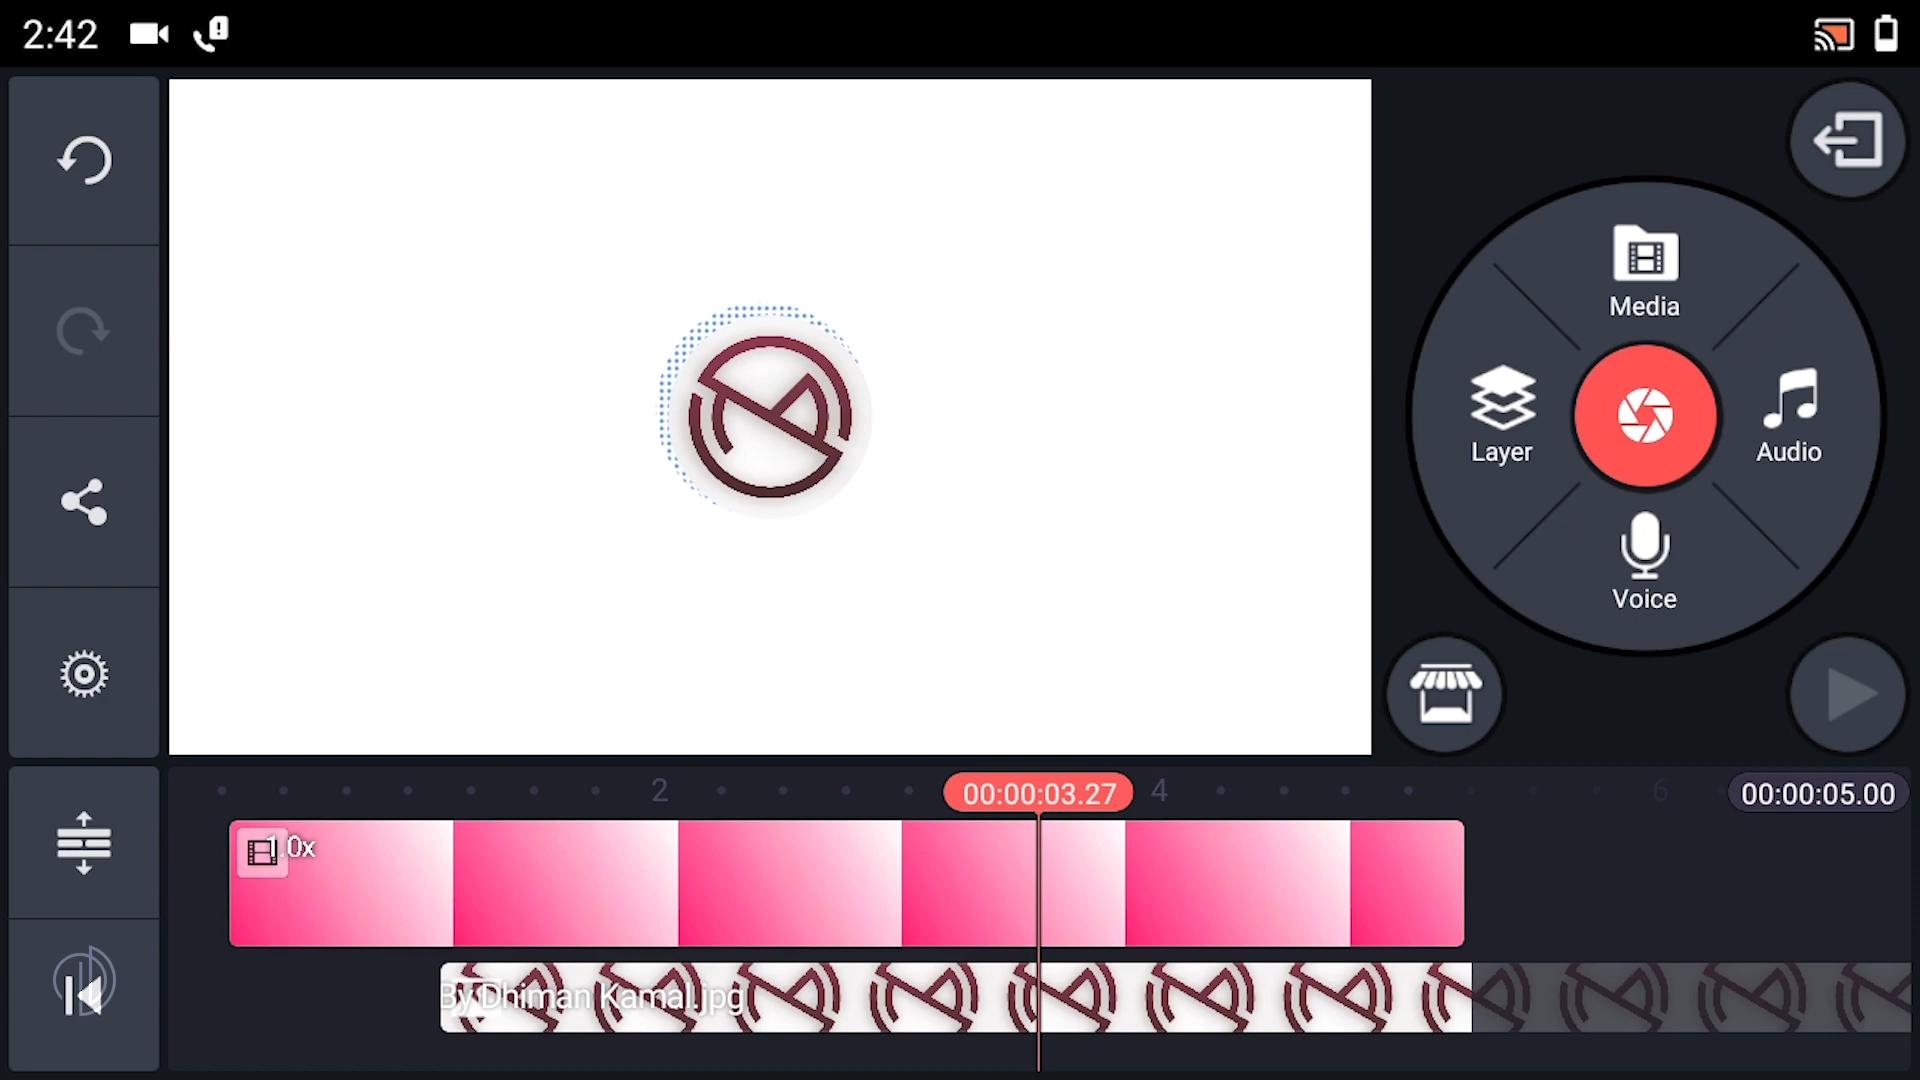 2:42
Media
Layer
Audio
Voice
2
00:00:03.27
4
6
00:00:05.00
1.0x
By Dhiman Kamal.jpg